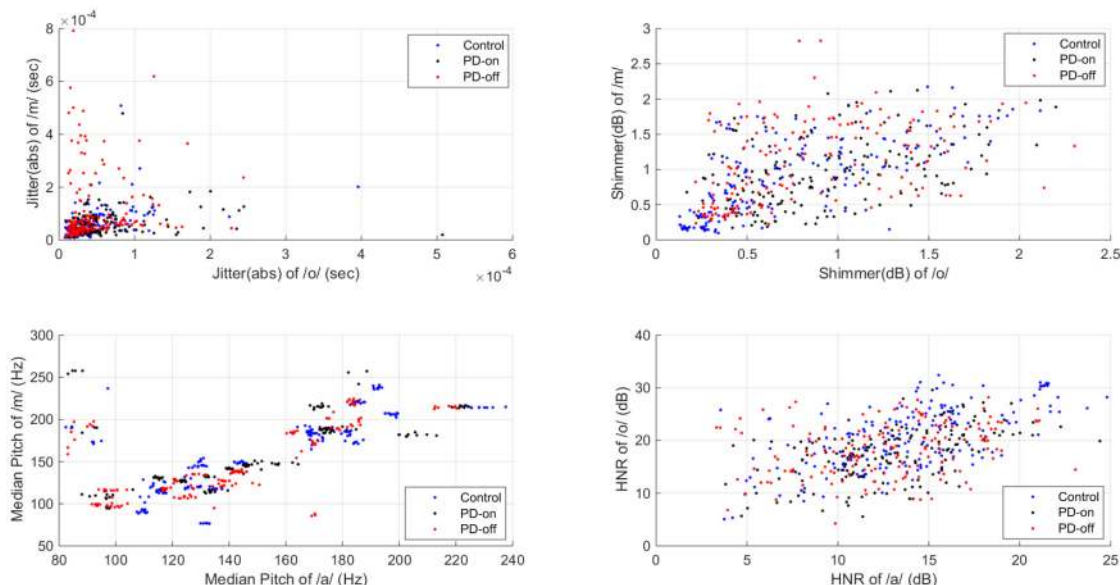 ×10⁻⁴
8
6
4
2
0
Jitter(abs) of /m/ (sec)
Control
PD-on
PD-off
0 1 2 3 4 5 6
Jitter(abs) of /o/ (sec)
×10⁻⁴
3
2.5
2
1.5
1
0.5
0
Shimmer(dB) of /m/
Control
PD-on
PD-off
0 0.5 1 1.5 2 2.5
Shimmer(dB) of /o/
300
250
200
150
100
50
Median Pitch of /m/ (Hz)
Control
PD-on
PD-off
80 100 120 140 160 180 200 220 240
Median Pitch of /a/ (Hz)
40
30
20
10
0
HNR of /o/ (dB)
Control
PD-on
PD-off
0 5 10 15 20 25
HNR of /a/ (dB)